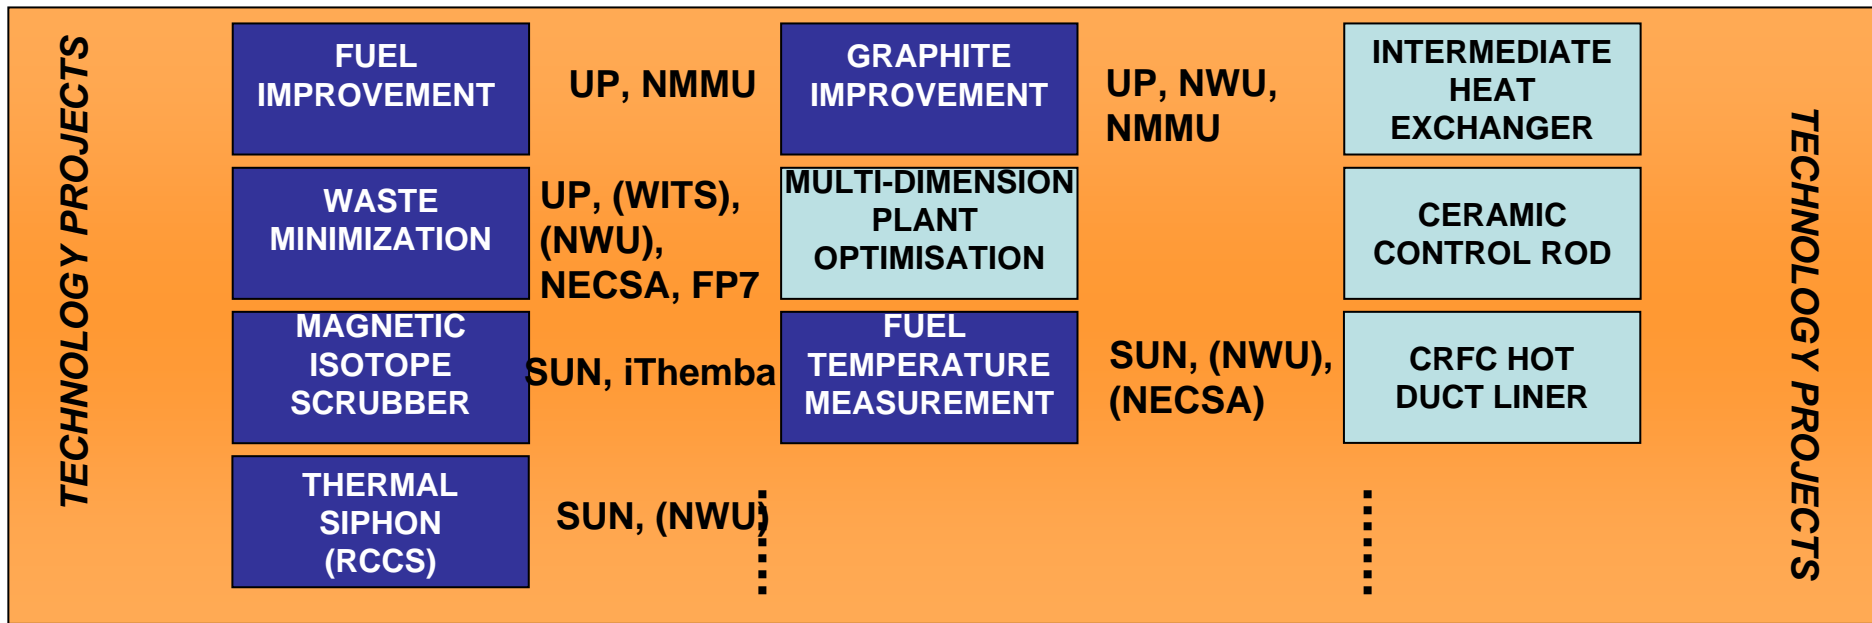 TECHNOLOGY PROJECTS
FUEL
IMPROVEMENT
UP, NMMU
GRAPHITE
IMPROVEMENT
UP, NWU,
NMMU
INTERMEDIATE
HEAT
EXCHANGER
WASTE
MINIMIZATION
UP, (WITS),
(NWU),
NECSA, FP7
MULTI-DIMENSION
PLANT
OPTIMISATION
CERAMIC
CONTROL ROD
MAGNETIC
ISOTOPE
SCRUBBER
SUN, iThemba
FUEL
TEMPERATURE
MEASUREMENT
SUN, (NWU),
(NECSA)
CRFC HOT
DUCT LINER
THERMAL
SIPHON
(RCCS)
SUN, (NWU)
TECHNOLOGY PROJECTS